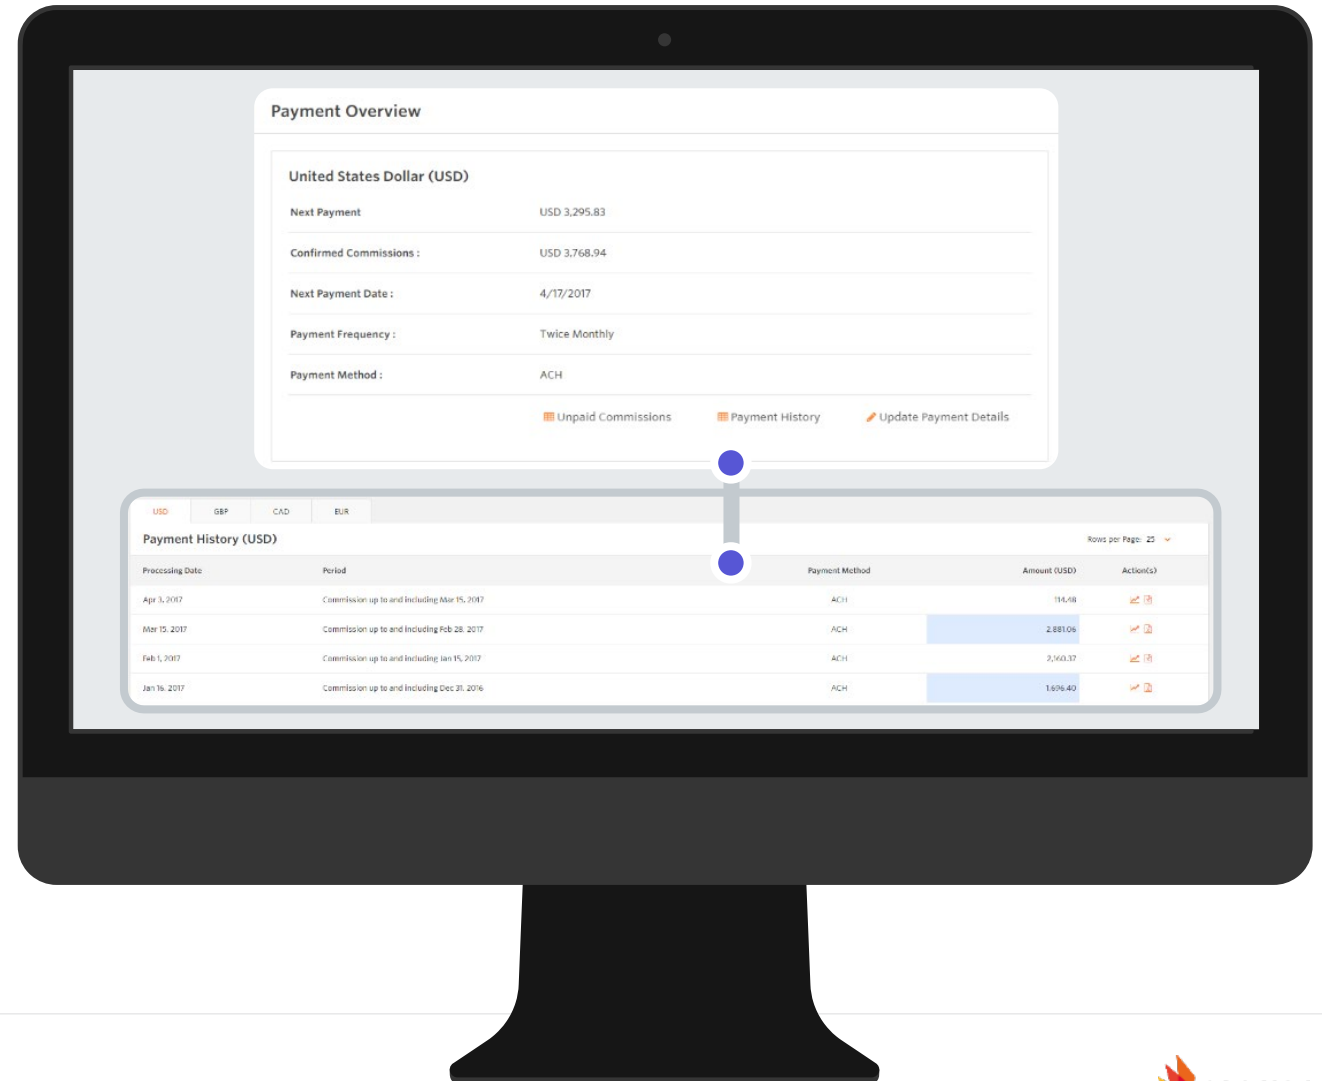 Payment Overview
United States Dollar (USD)
Next Payment USD 3,295.83
Confirmed Commissions : USD 3,768.94
Next Payment Date : 4/17/2017
Payment Frequency : Twice Monthly
Payment Method : ACH
Unpaid Commissions Payment History Update Payment Details
USD GBP CAD EUR
Payment History (USD) Rows per Page: 25
Processing Date Period Payment Method Amount (USD) Action(s)
Apr 3, 2017 Commission up to and including Mar 15, 2017 ACH 114.48
Mar 15, 2017 Commission up to and including Feb 28, 2017 ACH 2,881.06
Feb 1, 2017 Commission up to and including Jan 15, 2017 ACH 2,160.37
Jan 16, 2017 Commission up to and including Dec 31, 2016 ACH 1,696.40